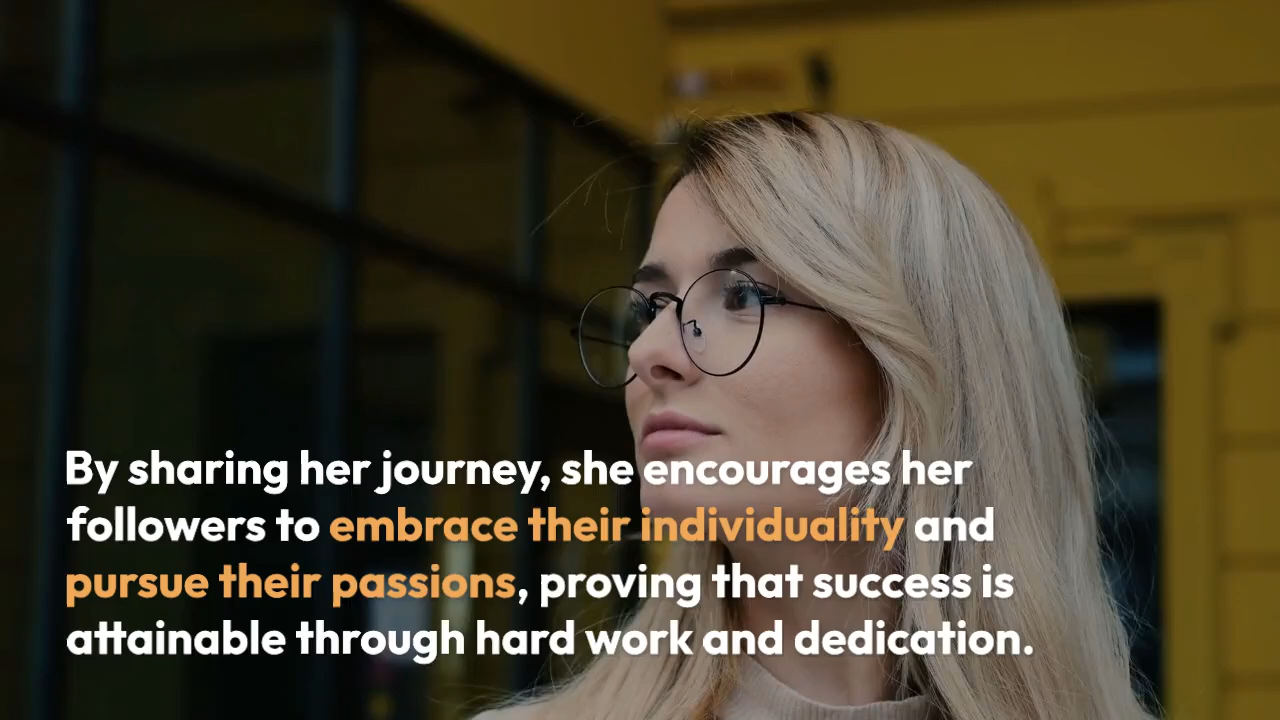 By sharing her journey, she encourages her
followers to embrace their individuality and
pursue their passions, proving that success is
attainable through hard work and dedication.